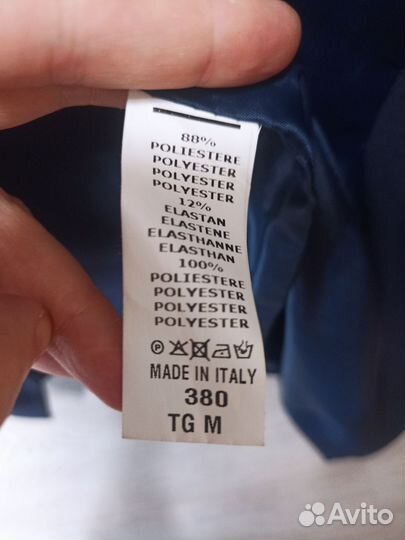 88%
POLIESTERE
POLYESTER
POLYESTER
POLYESTER
12%
ELASTAN
ELASTENE
ELASTHANNE
ELASTHAN
100%
POLIESTERE
POLYESTER
POLYESTER
POLYESTER
P
MADE IN ITALY
380
TG M
Avito